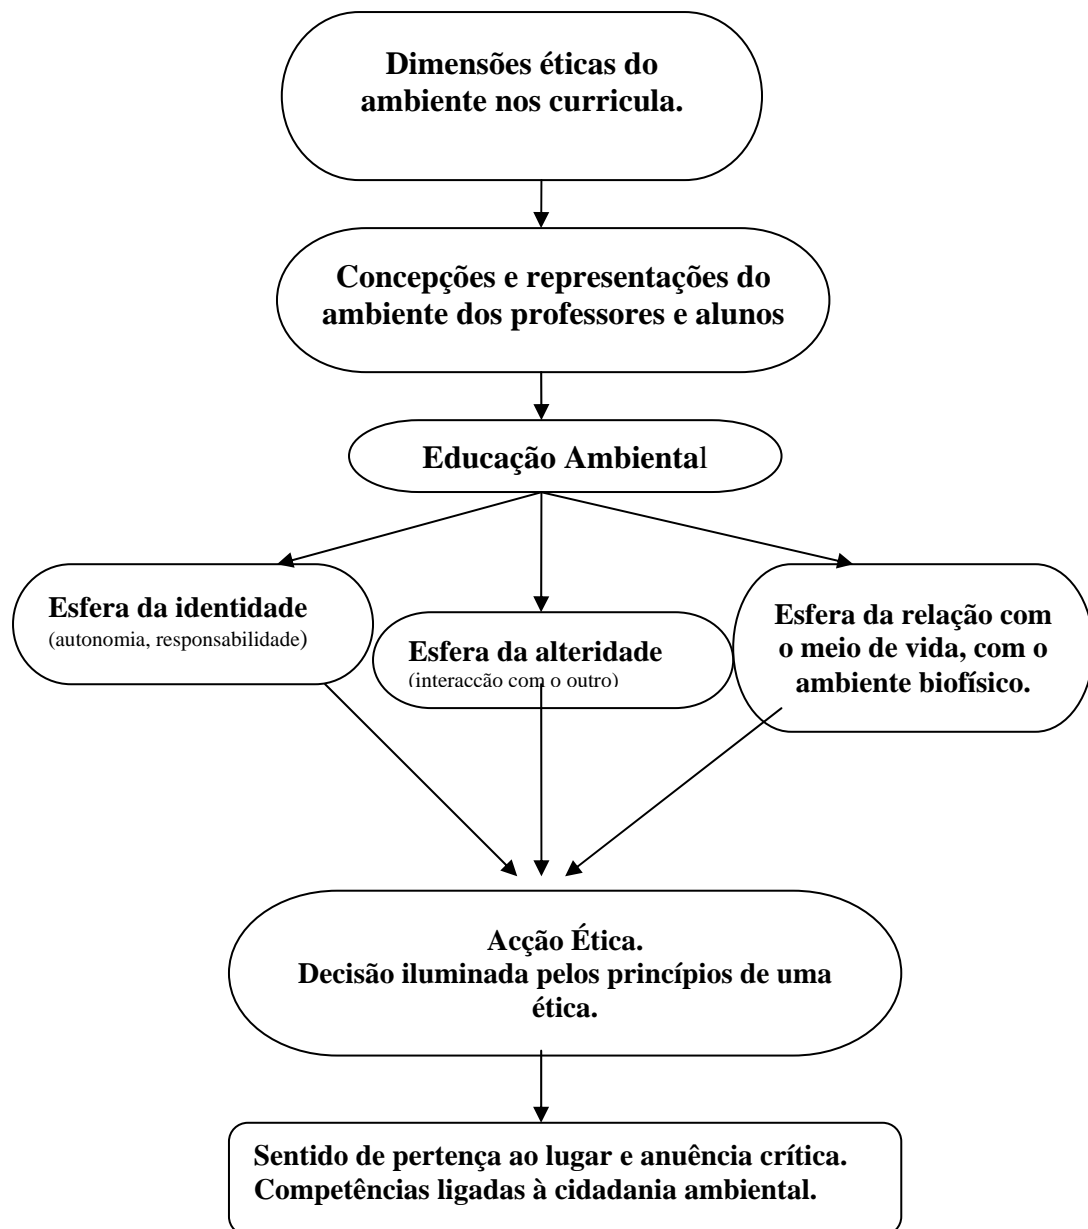 Dimensões éticas do
ambiente nos curricula.
Concepções e representações do
ambiente dos professores e alunos
Educação Ambiental
Esfera da identidade
(autonomia, responsabilidade)
Esfera da alteridade
(interacção com o outro)
Esfera da relação com
o meio de vida, com o
ambiente biofísico.
Acção Ética.
Decisão iluminada pelos princípios de uma
ética.
Sentido de pertença ao lugar e anuência crítica.
Competências ligadas à cidadania ambiental.